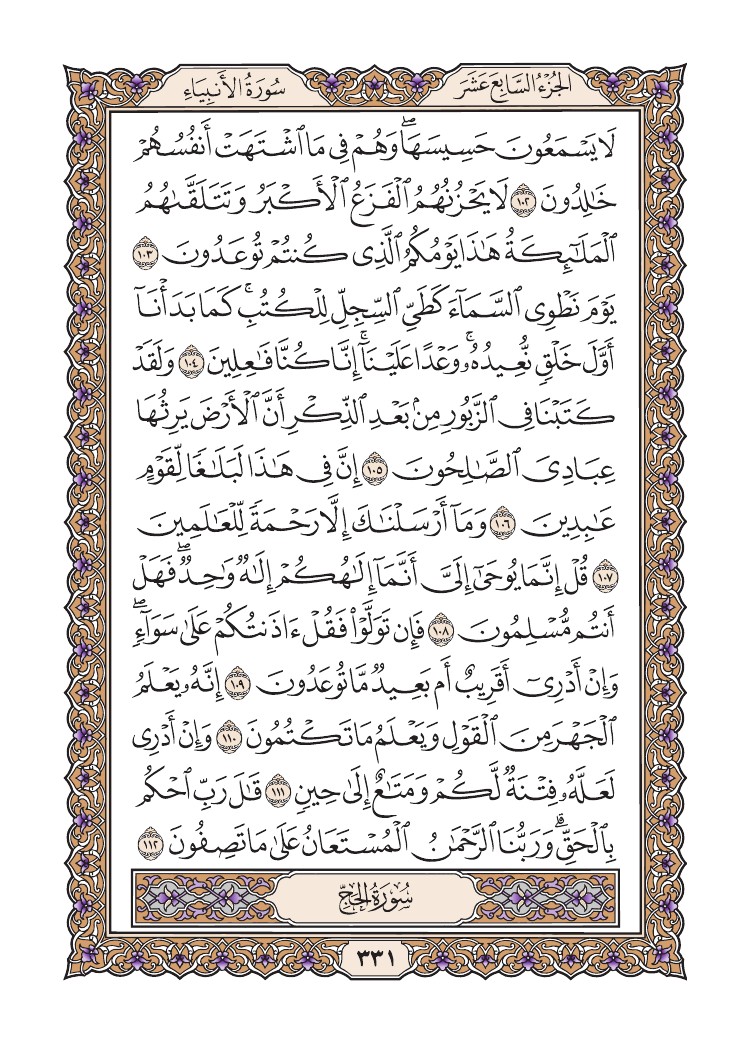 الجُزْءُ السَّابِعَ عَشَرَ
سُورَةُ الأَنبِيَاءِ
لَا يَسْمَعُونَ حَسِيسَهَاۖ وَهُمْ فِي مَا ٱشْتَهَتْ أَنفُسُهُمْ
خَٰلِدُونَ ١٠٢ لَا يَحْزُنُهُمُ ٱلْفَزَعُ ٱلْأَكْبَرُ وَتَتَلَقَّىٰهُمُ
ٱلْمَلَٰٓئِكَةُ هَٰذَا يَوْمُكُمُ ٱلَّذِى كُنتُمْ تُوعَدُونَ ١٠٣
يَوْمَ نَطْوِى ٱلسَّمَآءَ كَطَىِّ ٱلسِّجِلِّ لِلْكُتُبِۚ كَمَا بَدَأْنَآ
أَوَّلَ خَلْقٍ نُّعِيدُهُۥۚ وَعْدًا عَلَيْنَآۚ إِنَّا كُنَّا فَٰعِلِينَ ١٠٤ وَلَقَدْ
كَتَبْنَا فِى ٱلزَّبُورِ مِنۢ بَعْدِ ٱلذِّكْرِ أَنَّ ٱلْأَرْضَ يَرِثُهَا
عِبَادِىَ ٱلصَّٰلِحُونَ ١٠٥ إِنَّ فِى هَٰذَا لَبَلَٰغًا لِّقَوْمٍ
عَٰبِدِينَ ١٠٦ وَمَآ أَرْسَلْنَٰكَ إِلَّا رَحْمَةً لِّلْعَٰلَمِينَ
١٠٧ قُلْ إِنَّمَا يُوحَىٰٓ إِلَىَّ أَنَّمَآ إِلَٰهُكُمْ إِلَٰهٌ وَٰحِدٌۖ فَهَلْ
أَنتُم مُّسْلِمُونَ ١٠٨ فَإِن تَوَلَّوْا۟ فَقُلْ ءَاذَنتُكُمْ عَلَىٰ سَوَآءٍۖ
وَإِنْ أَدْرِىٓ أَقَرِيبٌ أَم بَعِيدٌ مَّا تُوعَدُونَ ١٠٩ إِنَّهُۥ يَعْلَمُ
ٱلْجَهْرَ مِنَ ٱلْقَوْلِ وَيَعْلَمُ مَا تَكْتُمُونَ ١١٠ وَإِنْ أَدْرِى
لَعَلَّهُۥ فِتْنَةٌ لَّكُمْ وَمَتَٰعٌ إِلَىٰ حِينٍ ١١١ قَٰلَ رَبِّ ٱحْكُم
بِٱلْحَقِّۗ وَرَبُّنَا ٱلرَّحْمَٰنُ ٱلْمُسْتَعَانُ عَلَىٰ مَا تَصِفُونَ ١١٢
سُورَةُ الحَجِّ
٣٣١